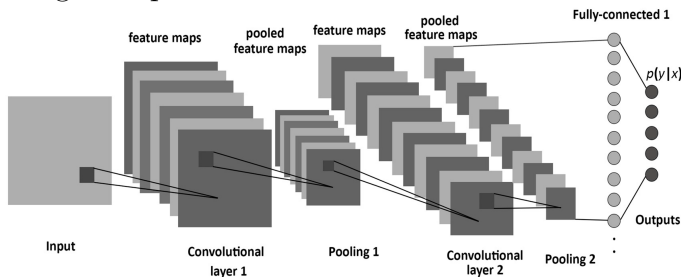 Fully-connected 1
feature maps
pooled
feature maps
feature maps
pooled
feature maps
p(y|x)
Input
Convolutional
layer 1
Pooling 1
Convolutional
layer 2
Pooling 2
Outputs